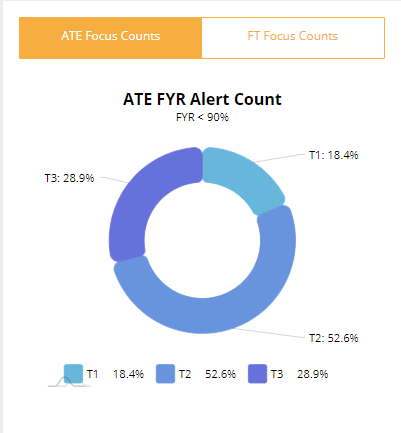 ATE Focus Counts FT Focus Counts
ATE FYR Alert Count
FYR < 90%
T1: 18.4%
T3: 28.9%
T2: 52.6%
T1 18.4% T2 52.6% T3 28.9%